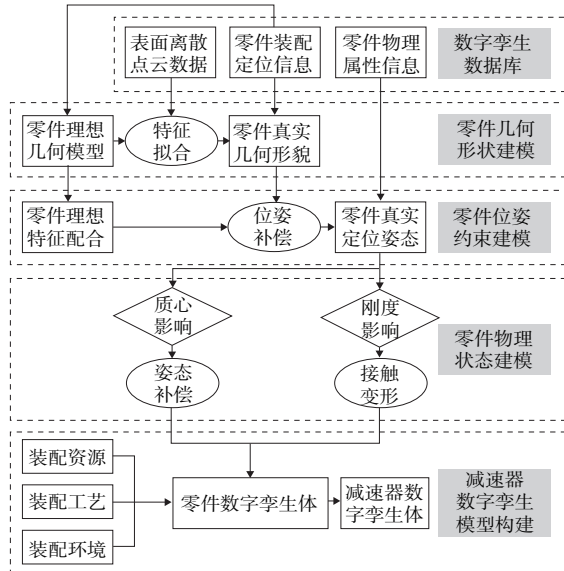 表面离散
点云数据
零件装配
定位信息
零件物理
属性信息
数字孪生
数据库
零件理想
几何模型
特征
拟合
零件真实
几何形貌
零件几何
形状建模
零件理想
特征配合
位姿
补偿
零件真实
定位姿态
零件位姿
约束建模
质心
影响
刚度
影响
零件物理
状态建模
姿态
补偿
接触
变形
装配资源
装配工艺
装配环境
零件数字孪生体
减速器数
字孪生体
减速器
数字孪生
模型构建